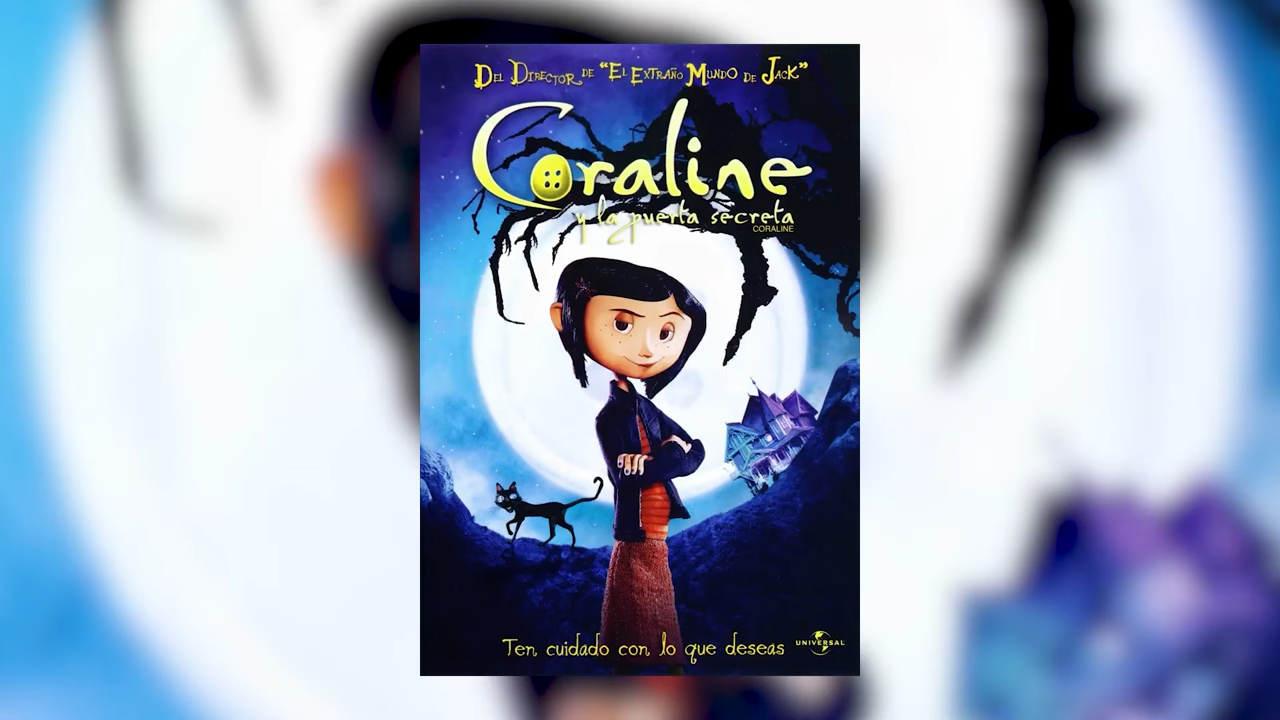 Del Director de "El Extraño Mundo de Jack"
Coraline
y la puerta secreta
CORALINE
Ten cuidado con lo que deseas
UNIVERSAL